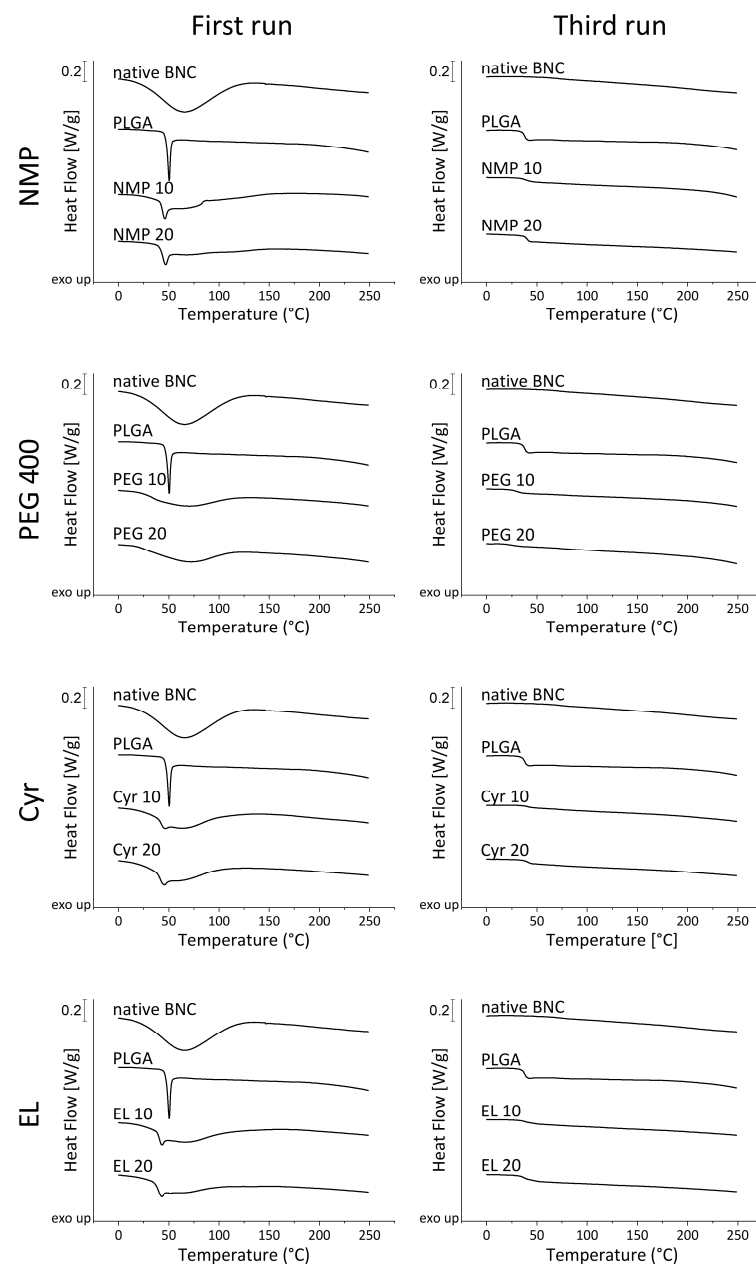 First run
Third run
NMP
0.2
native BNC
PLGA
NMP 10
NMP 20
Heat Flow [W/g]
exo up
0 50 100 150 200 250
Temperature (°C)
0.2
native BNC
PLGA
NMP 10
NMP 20
Heat Flow [W/g]
exo up
0 50 100 150 200 250
Temperature (°C)
PEG 400
0.2
native BNC
PLGA
PEG 10
PEG 20
Heat Flow [W/g]
exo up
0 50 100 150 200 250
Temperature (°C)
0.2
native BNC
PLGA
PEG 10
PEG 20
Heat Flow [W/g]
exo up
0 50 100 150 200 250
Temperature (°C)
Cyr
0.2
native BNC
PLGA
Cyr 10
Cyr 20
Heat Flow [W/g]
exo up
0 50 100 150 200 250
Temperature (°C)
0.2
native BNC
PLGA
Cyr 10
Cyr 20
Heat Flow [W/g]
exo up
0 50 100 150 200 250
Temperature [°C]
EL
0.2
native BNC
PLGA
EL 10
EL 20
Heat Flow [W/g]
exo up
0 50 100 150 200 250
Temperature (°C)
0.2
native BNC
PLGA
EL 10
EL 20
Heat Flow [W/g]
exo up
0 50 100 150 200 250
Temperature (°C)